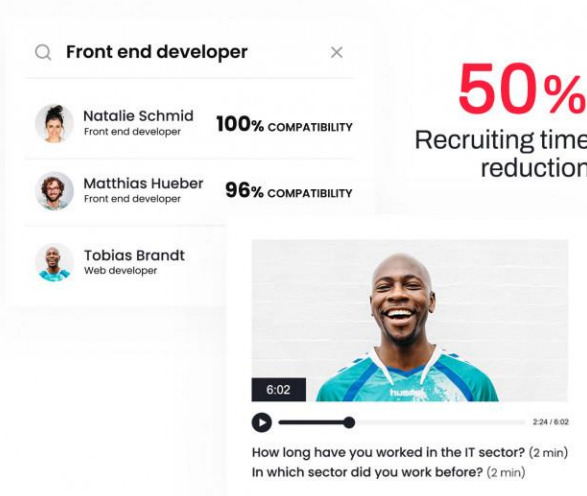 Front end developer
Natalie Schmid
Front end developer
100% COMPATIBILITY
Matthias Hueber
Front end developer
96% COMPATIBILITY
Tobias Brandt
Web developer
50%
Recruiting time
reduction
6:02
2:24 / 6:02
How long have you worked in the IT sector? (2 min)
In which sector did you work before? (2 min)